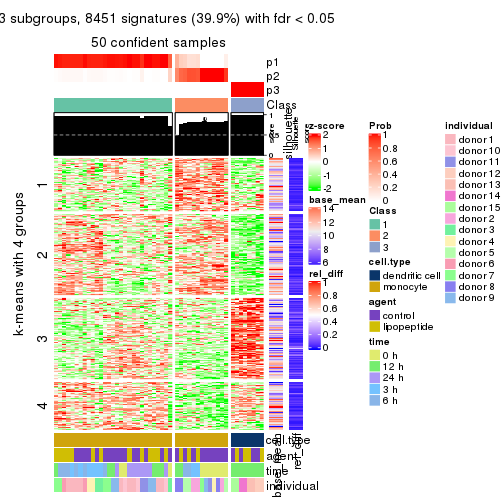 3 subgroups, 8451 signatures (39.9%) with fdr < 0.05
50 confident samples
p1
p2
p3
Class
1
0.5
0
silhouette
k-means with 4 groups
1
2
3
4
cell.type
agent
time
individual
base_mean
rel_diff
z-score
2
1
0
-1
-2
base_mean
14
12
10
8
6
rel_diff
1
0.8
0.6
0.4
0.2
0
Prob
1
0.8
0.6
0.4
0.2
0
Class
1
2
3
cell.type
dendritic cell
monocyte
agent
control
lipopeptide
time
0 h
12 h
24 h
3 h
6 h
individual
donor 1
donor 10
donor 11
donor 12
donor 13
donor 14
donor 15
donor 2
donor 3
donor 4
donor 5
donor 6
donor 7
donor 8
donor 9